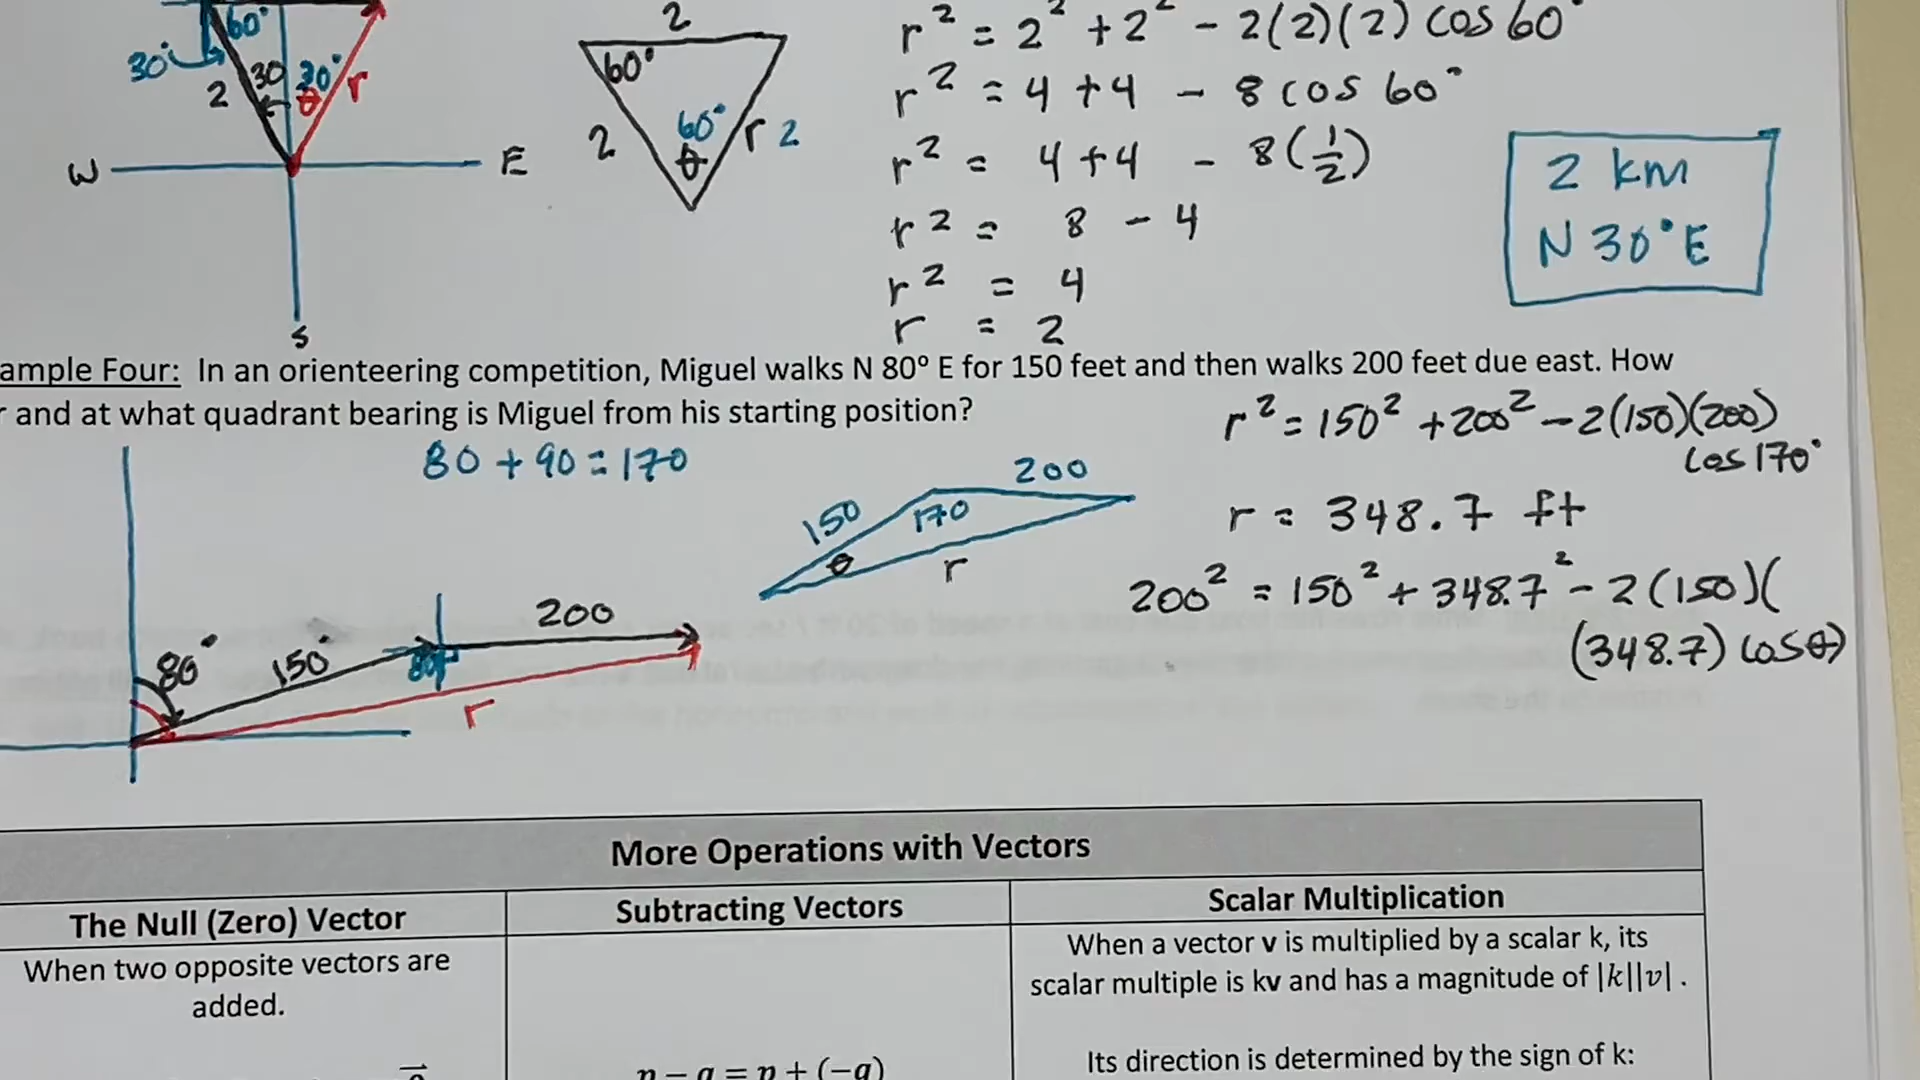 60°
30°
2
30
30°
θ
r
W
E
S
2
60°
2
60°
θ
r 2
r² = 2² + 2² - 2(2)(2) cos 60°
r² = 4 + 4 - 8 cos 60°
r² = 4 + 4 - 8(1/2)
r² = 8 - 4
r² = 4
r = 2
2 km
N 30° E
ample Four: In an orienteering competition, Miguel walks N 80º E for 150 feet and then walks 200 feet due east. How
r and at what quadrant bearing is Miguel from his starting position?
80 + 90 = 170
80°
150
80
200
r
150
170
200
θ
r
r² = 150² + 200² - 2(150)(200)
cos 170°
r = 348.7 ft
200² = 150² + 348.7² - 2(150)(
(348.7) cos θ)
More Operations with Vectors
The Null (Zero) Vector
Subtracting Vectors
Scalar Multiplication
When two opposite vectors are
added.
When a vector v is multiplied by a scalar k, its
scalar multiple is kv and has a magnitude of |k||v|.
Its direction is determined by the sign of k:
p - q = p + (-q)